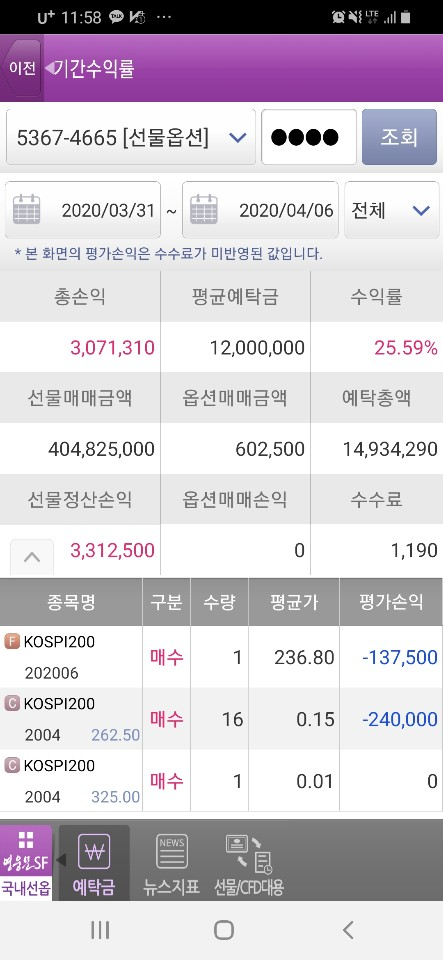 U+ 11:58 TALK ··· LTE
이전 기간수익률
5367-4665 [선물옵션] ●●●● 조회
2020/03/31 ~ 2020/04/06 전체
* 본 화면의 평가손익은 수수료가 미반영된 값입니다.
총손익 평균예탁금 수익률
3,071,310 12,000,000 25.59%
선물매매금액 옵션매매금액 예탁총액
404,825,000 602,500 14,934,290
선물정산손익 옵션매매손익 수수료
3,312,500 0 1,190
종목명 구분 수량 평균가 평가손익
F KOSPI200
202006 매수 1 236.80 -137,500
C KOSPI200
2004 262.50 매수 16 0.15 -240,000
C KOSPI200
2004 325.00 매수 1 0.01 0
영웅문SF
국내선옵
₩ 예탁금
NEWS 뉴스지표
선물/CFD대용